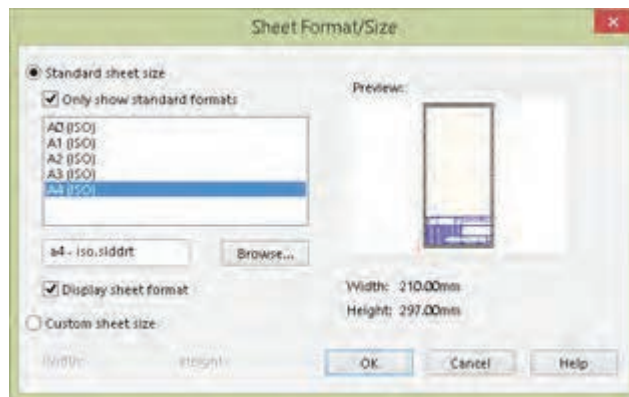 Sheet Format/Size
Standard sheet size
Only show standard formats
A0 (ISO)
A1 (ISO)
A2 (ISO)
A3 (ISO)
A4 (ISO)
a4 - iso.slddrt
Browse...
Display sheet format
Custom sheet size
Width:
Height:
Preview:
Width: 210.00mm
Height: 297.00mm
OK
Cancel
Help